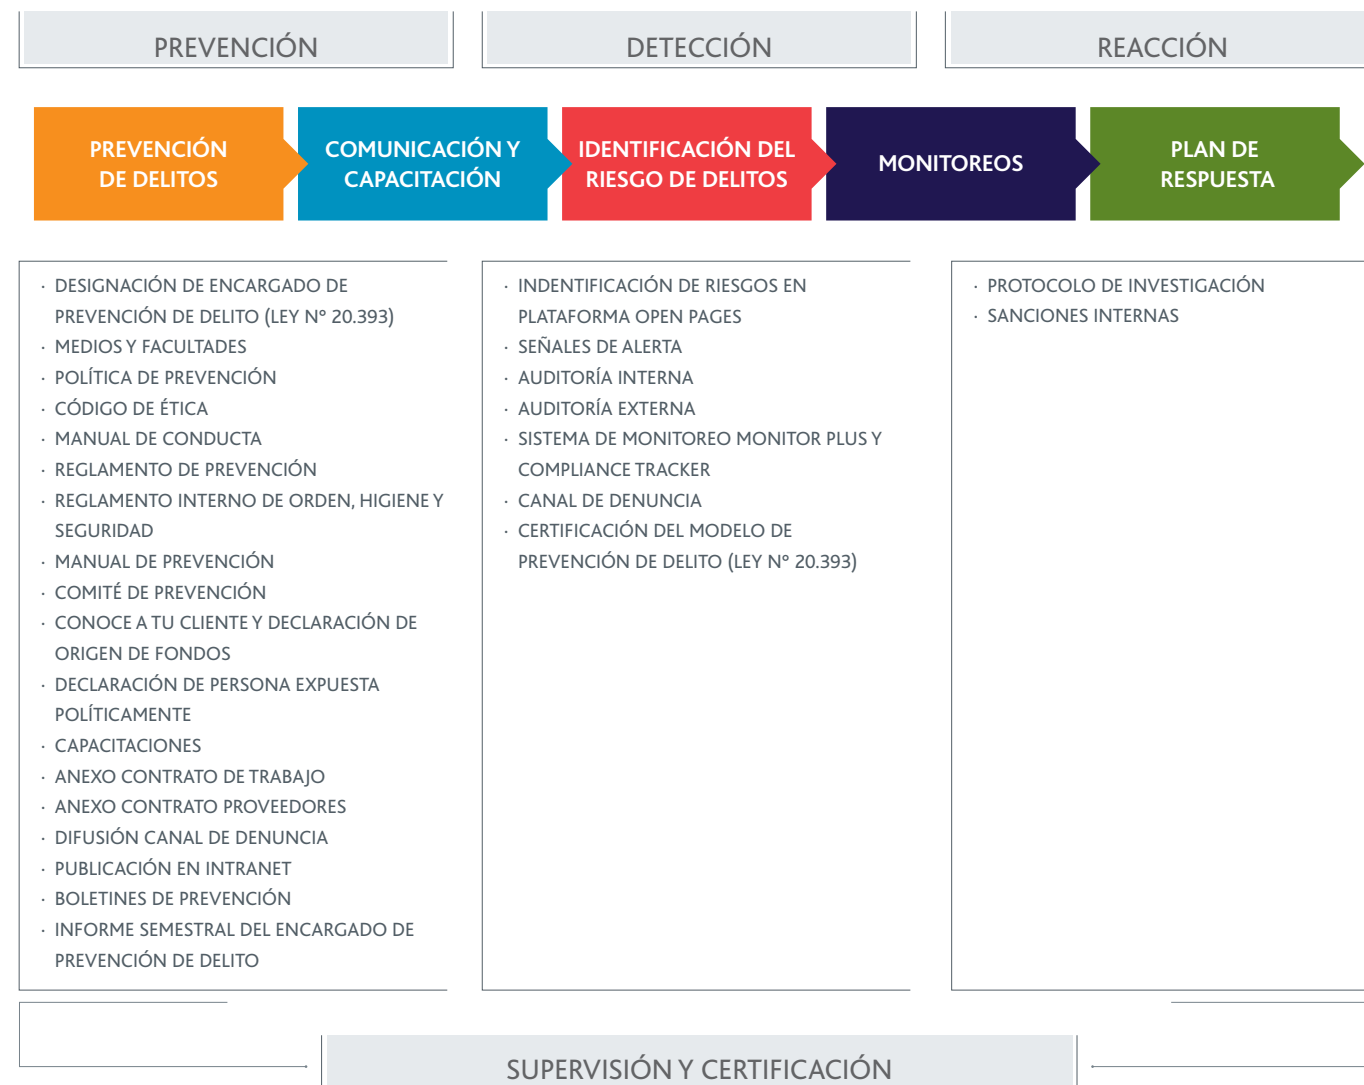 PREVENCIÓN
DETECCIÓN
REACCIÓN
PREVENCIÓN
DE DELITOS
COMUNICACIÓN Y
CAPACITACIÓN
IDENTIFICACIÓN DEL
RIESGO DE DELITOS
MONITOREOS
PLAN DE
RESPUESTA
· DESIGNACIÓN DE ENCARGADO DE
PREVENCIÓN DE DELITO (LEY Nº 20.393)
· MEDIOS Y FACULTADES
· POLÍTICA DE PREVENCIÓN
· CÓDIGO DE ÉTICA
· MANUAL DE CONDUCTA
· REGLAMENTO DE PREVENCIÓN
· REGLAMENTO INTERNO DE ORDEN, HIGIENE Y
SEGURIDAD
· MANUAL DE PREVENCIÓN
· COMITÉ DE PREVENCIÓN
· CONOCE A TU CLIENTE Y DECLARACIÓN DE
ORIGEN DE FONDOS
· DECLARACIÓN DE PERSONA EXPUESTA
POLÍTICAMENTE
· CAPACITACIONES
· ANEXO CONTRATO DE TRABAJO
· ANEXO CONTRATO PROVEEDORES
· DIFUSIÓN CANAL DE DENUNCIA
· PUBLICACIÓN EN INTRANET
· BOLETINES DE PREVENCIÓN
· INFORME SEMESTRAL DEL ENCARGADO DE
PREVENCIÓN DE DELITO
· INDENTIFICACIÓN DE RIESGOS EN
PLATAFORMA OPEN PAGES
· SEÑALES DE ALERTA
· AUDITORÍA INTERNA
· AUDITORÍA EXTERNA
· SISTEMA DE MONITOREO MONITOR PLUS Y
COMPLIANCE TRACKER
· CANAL DE DENUNCIA
· CERTIFICACIÓN DEL MODELO DE
PREVENCIÓN DE DELITO (LEY Nº 20.393)
· PROTOCOLO DE INVESTIGACIÓN
· SANCIONES INTERNAS
SUPERVISIÓN Y CERTIFICACIÓN